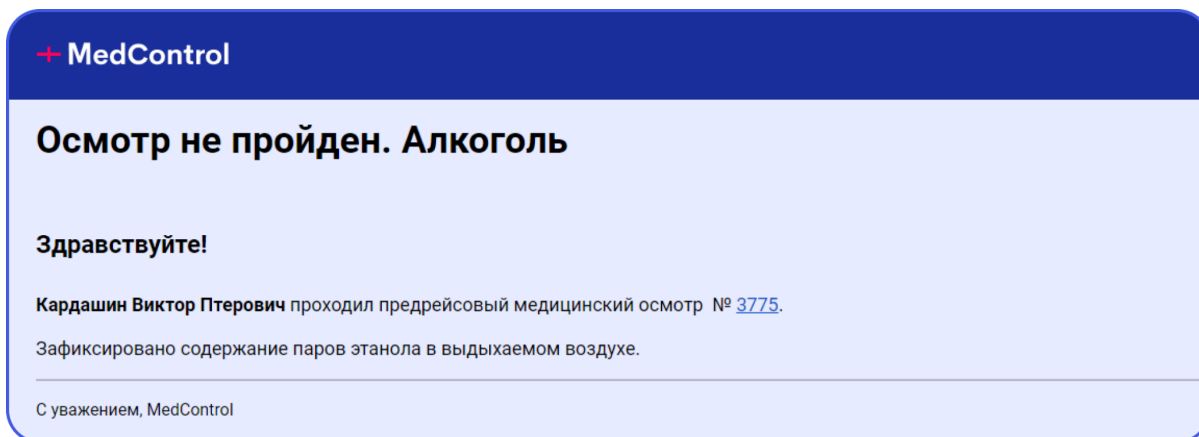 MedControl
Осмотр не пройден. Алкоголь
Здравствуйте!
Кардашин Виктор Птерович проходил предрейсовый медицинский осмотр № 3775.
Зафиксировано содержание паров этанола в выдыхаемом воздухе.
С уважением, MedControl